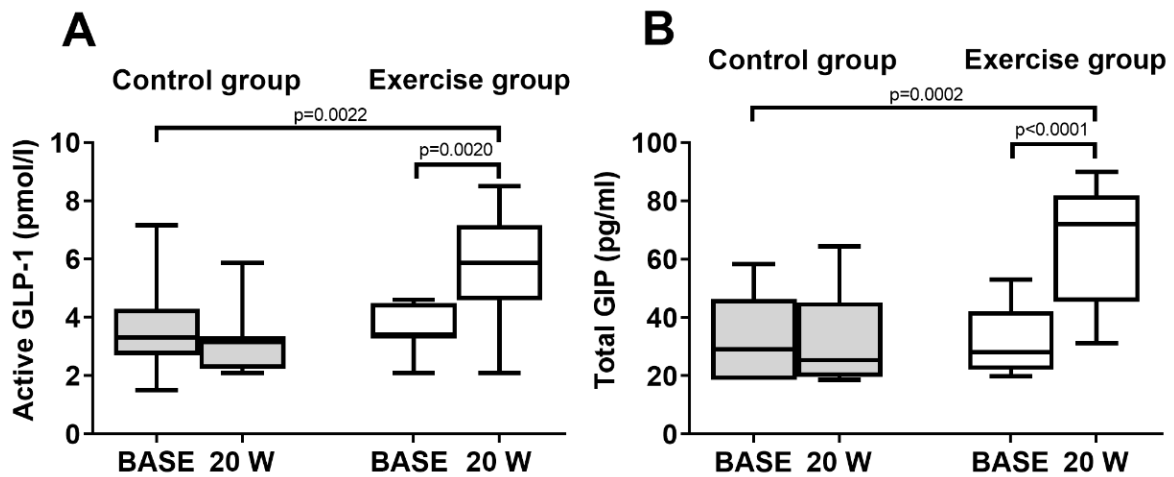 A
Control group
Exercise group
p=0.0022
p=0.0020
Active GLP-1 (pmol/l)
10
8
6
4
2
0
BASE 20 W
BASE 20 W
B
Control group
Exercise group
p=0.0002
p<0.0001
Total GIP (pg/ml)
100
80
60
40
20
0
BASE 20 W
BASE 20 W